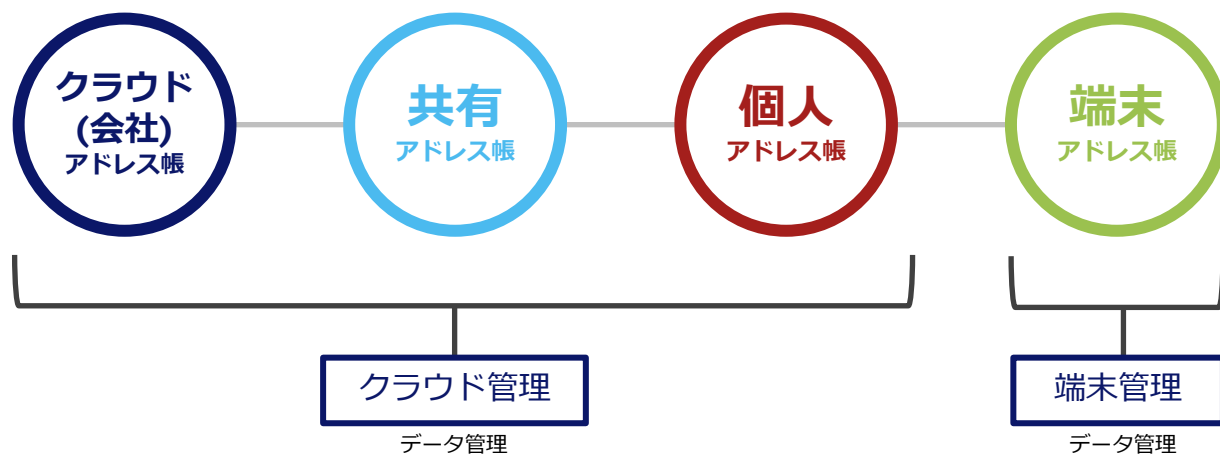 クラウド
(会社)
アドレス帳
共有
アドレス帳
個人
アドレス帳
端末
アドレス帳
クラウド管理
データ管理
端末管理
データ管理